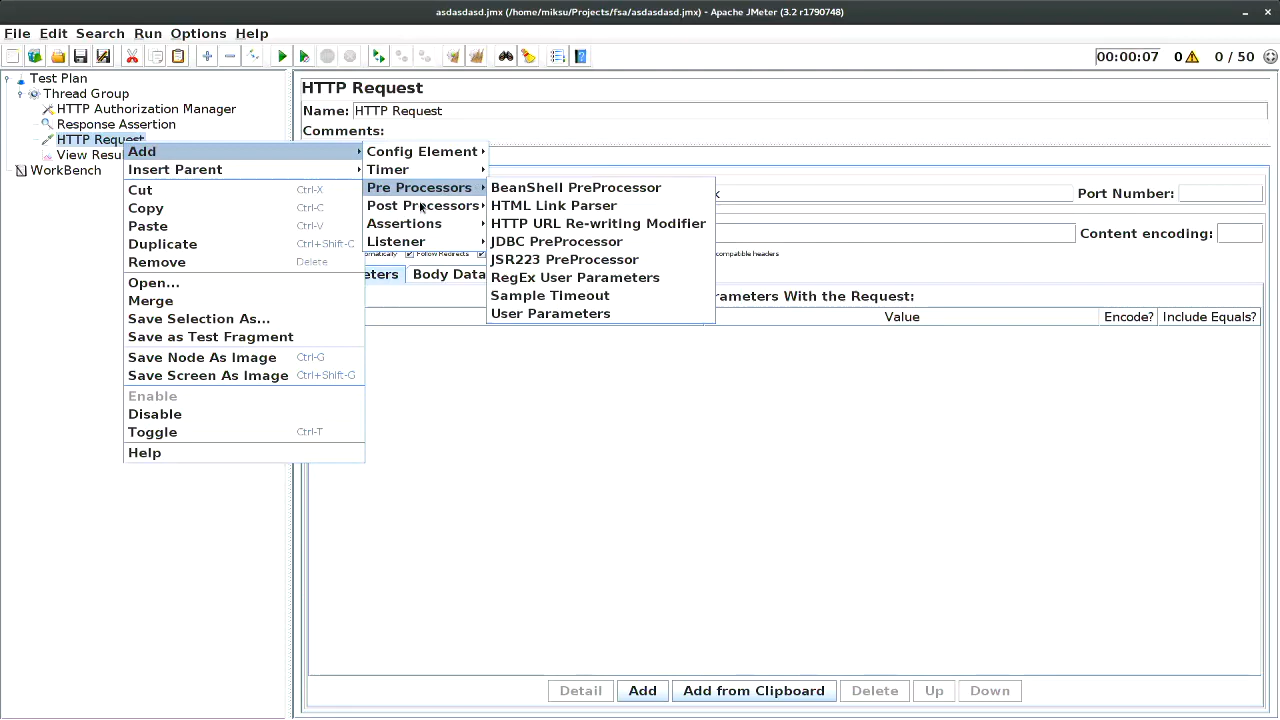 asdasdasd.jmx (/home/miksu/Projects/fsa/asdasdasd.jmx) - Apache JMeter (3.2 r1790748)
File Edit Search Run Options Help
00:00:07 0 0 / 50
Test Plan
Thread Group
HTTP Authorization Manager
Response Assertion
HTTP Request
View Resu
WorkBench
HTTP Request
Name: HTTP Request
Comments:
Port Number:
Content encoding:
Follow Redirects
compatible headers
Body Data
With the Request:
Value Encode? Include Equals?
Add
Insert Parent
Cut Ctrl-X
Copy Ctrl-C
Paste Ctrl-V
Duplicate Ctrl+Shift-C
Remove Delete
Open...
Merge
Save Selection As...
Save as Test Fragment
Save Node As Image Ctrl-G
Save Screen As Image Ctrl+Shift-G
Enable
Disable
Toggle Ctrl-T
Help
Config Element
Timer
Pre Processors
Post Processors
Assertions
Listener
BeanShell PreProcessor
HTML Link Parser
HTTP URL Re-writing Modifier
JDBC PreProcessor
JSR223 PreProcessor
RegEx User Parameters
Sample Timeout
User Parameters
Detail Add Add from Clipboard Delete Up Down